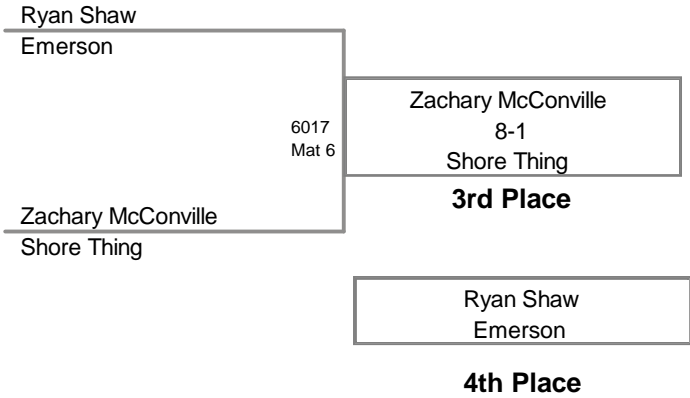 Ryan Shaw
Emerson
6017
Mat 6
Zachary McConville
8-1
Shore Thing
3rd Place
Zachary McConville
Shore Thing
Ryan Shaw
Emerson
4th Place